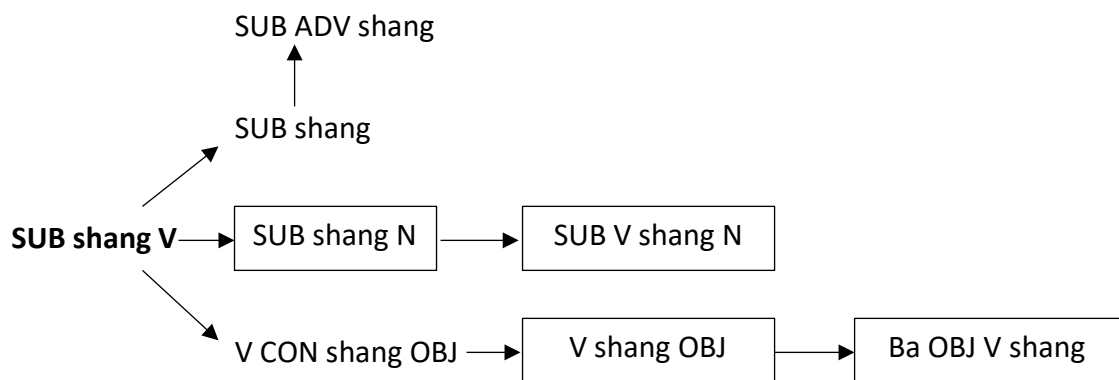 SUB ADV shang
SUB shang
SUB shang V
SUB shang N
SUB V shang N
V CON shang OBJ
V shang OBJ
Ba OBJ V shang